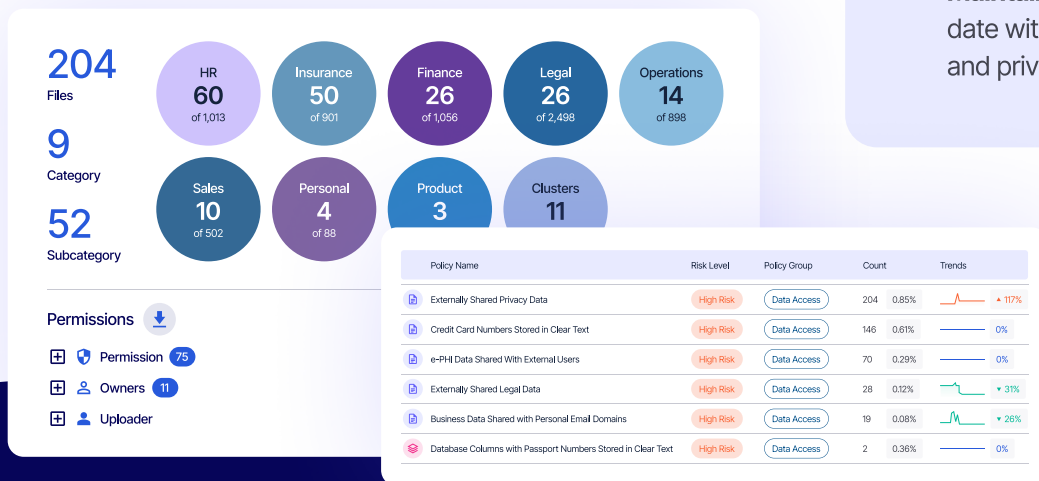 date wit
and priv
204
Files
9
Category
52
Subcategory
HR
60
of 1,013
Insurance
50
of 901
Finance
26
of 1,056
Legal
26
of 2,498
Operations
14
of 898
Sales
10
of 502
Personal
4
of 88
Product
3
Clusters
11
Permissions
Permission 75
Owners 11
Uploader
Policy Name Risk Level Policy Group Count Trends
Externally Shared Privacy Data High Risk Data Access 204 0.85% ▲ 117%
Credit Card Numbers Stored in Clear Text High Risk Data Access 146 0.61% 0%
e-PHI Data Shared With External Users High Risk Data Access 70 0.29% 0%
Externally Shared Legal Data High Risk Data Access 28 0.12% ▼ 31%
Business Data Shared with Personal Email Domains High Risk Data Access 19 0.08% ▼ 26%
Database Columns with Passport Numbers Stored in Clear Text High Risk Data Access 2 0.36% 0%